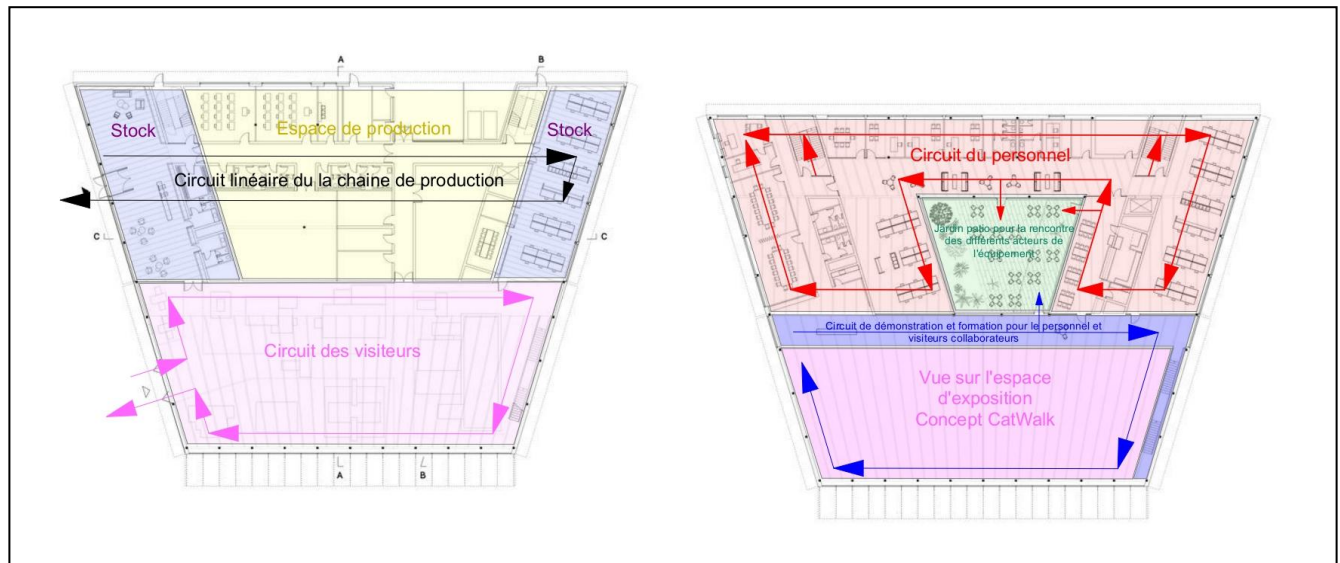 A
B
Stock
Espace de production
Stock
Circuit linéaire du la chaine de production
C
C
Circuit des visiteurs
A
B
Circuit du personnel
Jardin patio pour la rencontre
des différents acteurs de
l'équipement
Circuit de démonstration et formation pour le personnel et
visiteurs collaborateurs
Vue sur l'espace
d'exposition
Concept CatWalk